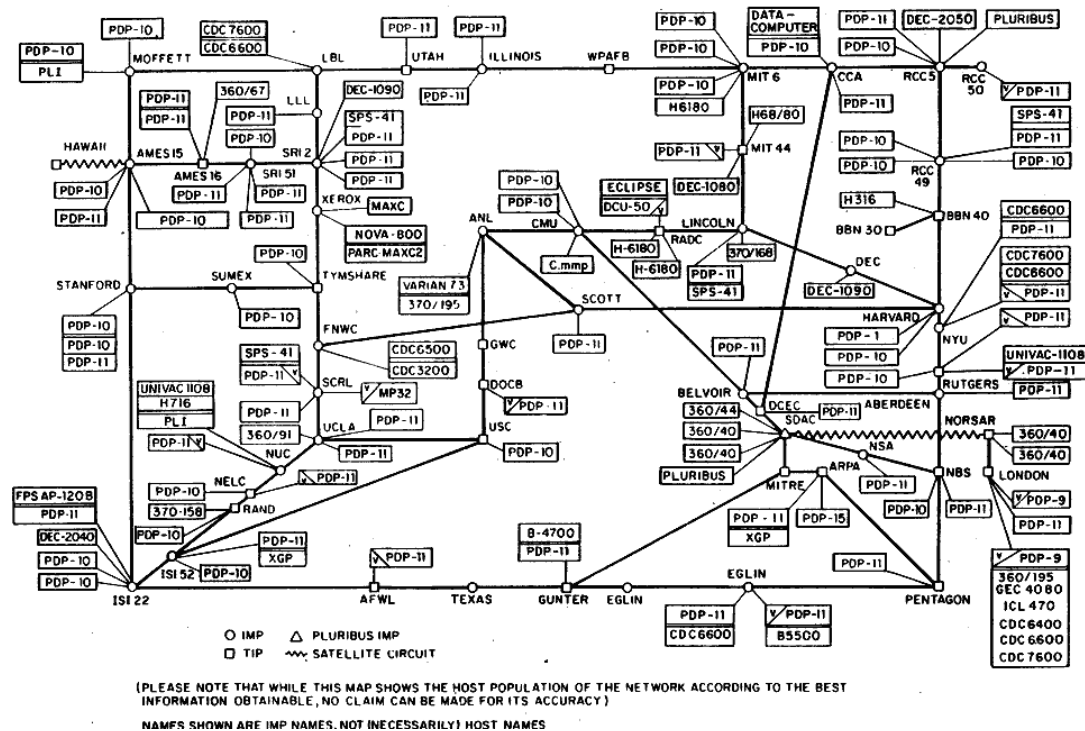 PDP-10
PLI
PDP-10
MOFFETT
CDC7600
CDC6600
LBL
PDP-11
UTAH
PDP-11
ILLINOIS
PDP-11
WPAFB
PDP-10
PDP-10
PDP-10
H6180
MIT 6
DATA-
COMPUTER
PDP-10
CCA
PDP-11
PDP-11
PDP-10
DEC-2050
PLURIBUS
RCC 5
RCC
50
V PDP-11
LLL
PDP-11
PDP-11
360/67
PDP-11
PDP-10
DEC-1090
SPS-41
PDP-11
PDP-11
PDP-11
SRI 2
HAWAII
AMES 15
AMES 16
PDP-11
SRI 51
PDP-11
PDP-11
PDP-10
PDP-11
PDP-10
XEROX
MAXC
NOVA-800
PARC-MAXC2
PDP-11 V
H68/80
MIT 44
DEC-1080
SPS-41
PDP-11
PDP-10
PDP-10
PDP-10
RCC
49
H316
BBN 40
BBN 30
ANL
PDP-10
PDP-10
CMU
C.mmp
ECLIPSE
DCU-50 V
RADC
H-6180
H-6180
LINCOLN
370/168
PDP-11
SPS-41
DEC
DEC-1090
CDC6600
PDP-11
CDC7600
CDC6600
V PDP-11
V PDP-11
STANFORD
SUMEX
PDP-10
TYMSHARE
PDP-10
PDP-10
PDP-10
PDP-11
VARIAN 73
370/195
SCOTT
PDP-11
HARVARD
PDP-1
PDP-10
PDP-10
NYU
FNWC
CDC6500
CDC3200
GWC
SPS-41
PDP-11 V
SCRL
V MP32
PDP-11
DOCB
V PDP-11
PDP-11
BELVOIR
UNIVAC-1108
V PDP-11
RUTGERS
PDP-11
ABERDEEN
UNIVAC 1108
H716
PLI
PDP-11 V
360/91
UCLA
PDP-11
USC
PDP-10
360/44
360/40
360/40
PLURIBUS
DCEC
PDP-11
SDAC
NORSAR
360/40
360/40
NUC
V PDP-11
NELC
PDP-10
370-158
RAND
PDP-10
NSA
PDP-11
MITRE
ARPA
PDP-11
XGP
PDP-15
NBS
PDP-10
PDP-11
LONDON
V PDP-9
PDP-11
FPS AP-120B
PDP-11
DEC-2040
PDP-10
PDP-10
ISI 22
ISI 52
PDP-11
XGP
PDP-10
V PDP-11
AFWL
TEXAS
B-4700
PDP-11
GUNTER
EGLIN
EGLIN
PDP-11
CDC6600
V PDP-11
B5500
PDP-11
PENTAGON
V PDP-9
360/195
GEC 4080
ICL 470
CDC6400
CDC6600
CDC7600
IMP
PLURIBUS IMP
TIP
SATELLITE CIRCUIT
(PLEASE NOTE THAT WHILE THIS MAP SHOWS THE HOST POPULATION OF THE NETWORK ACCORDING TO THE BEST
INFORMATION OBTAINABLE, NO CLAIM CAN BE MADE FOR ITS ACCURACY)
NAMES SHOWN ARE IMP NAMES, NOT (NECESSARILY) HOST NAMES